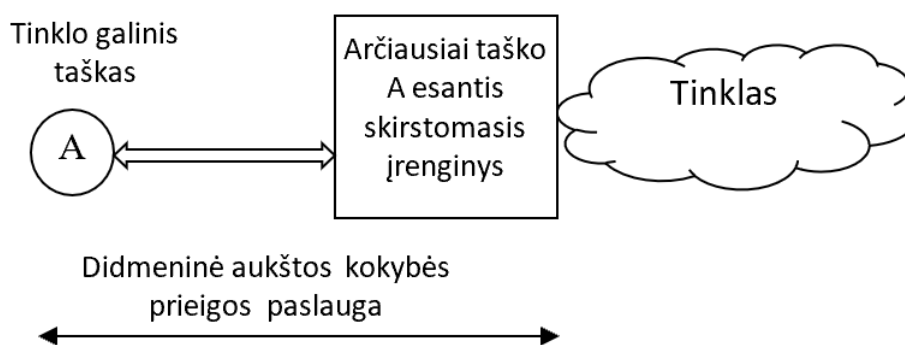 Tinklo galinis
taškas
A
Arčiausiai taško
A esantis
skirstomasis
įrenginys
Tinklas
Didmeninė aukštos kokybės
prieigos paslauga